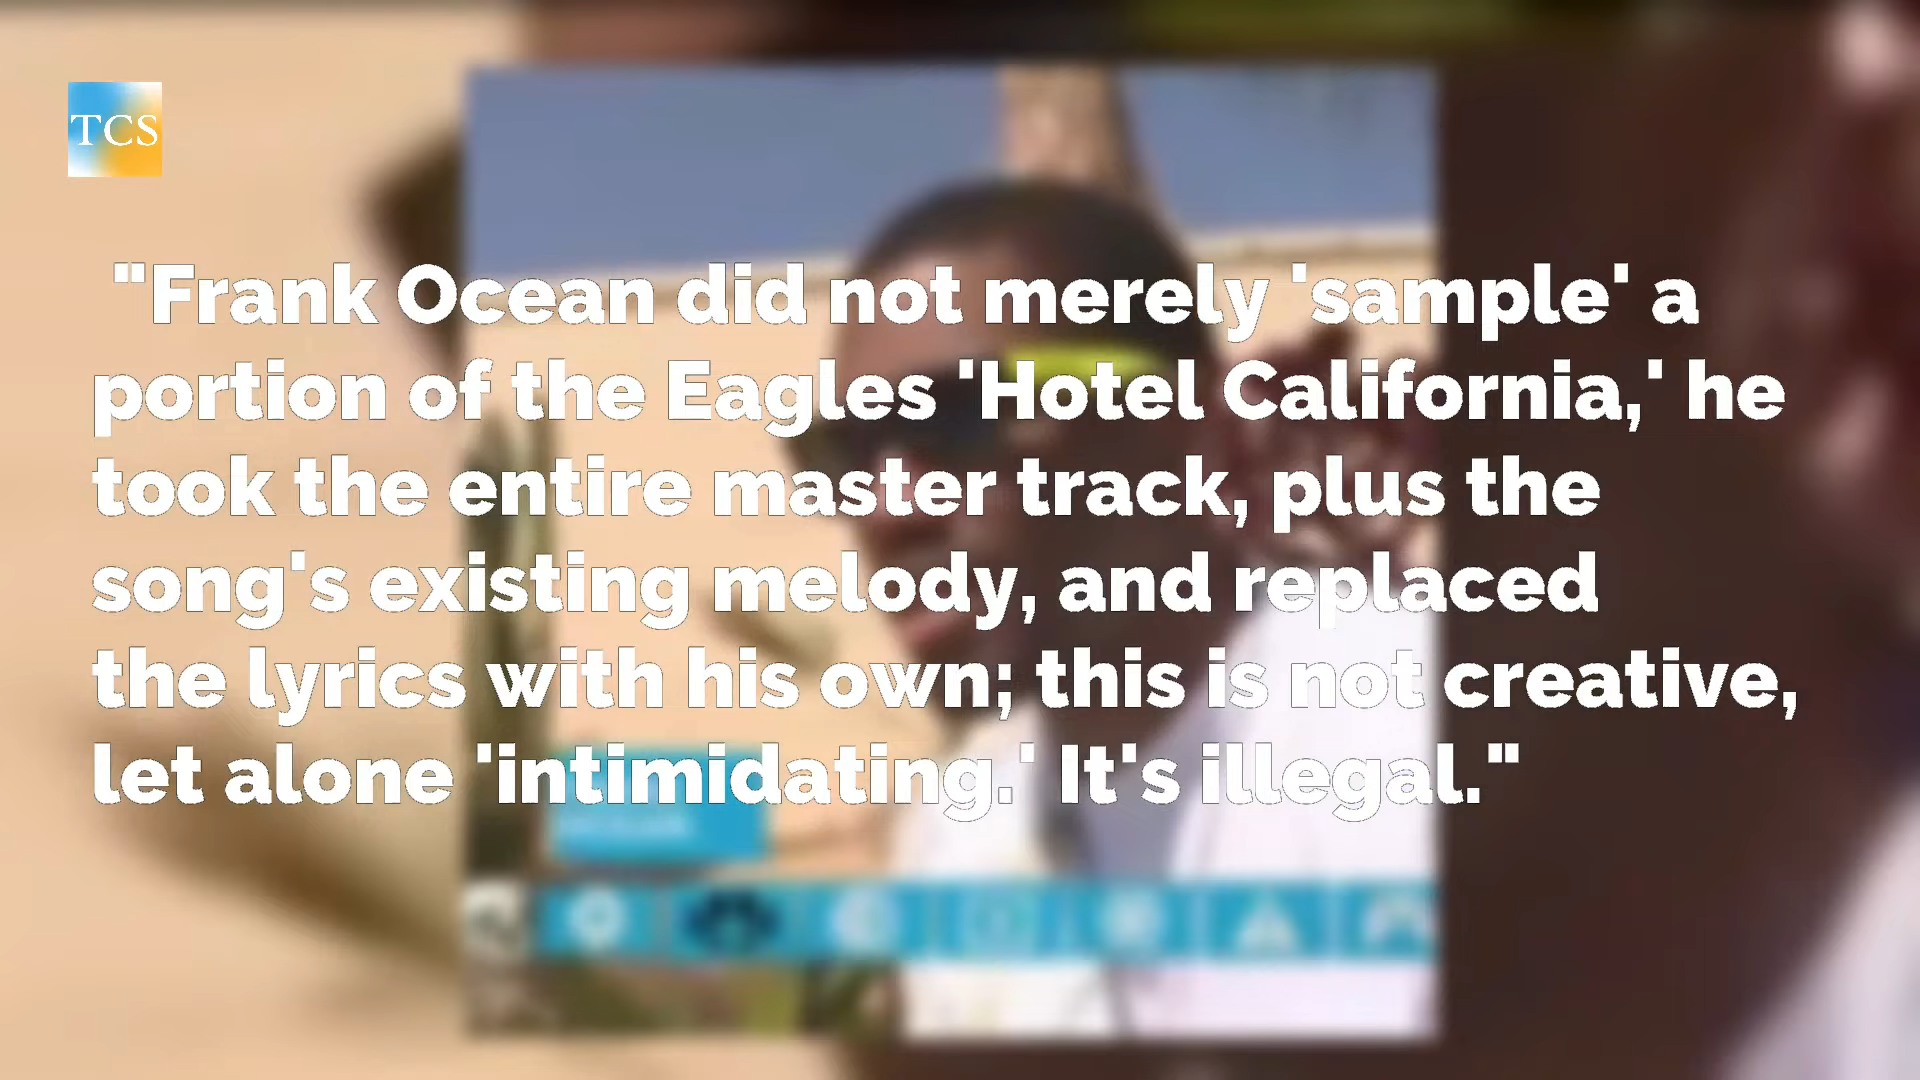 TCS
"Frank Ocean did not merely 'sample' a
portion of the Eagles 'Hotel California,' he
took the entire master track, plus the
song's existing melody, and replaced
the lyrics with his own; this is not creative,
let alone 'intimidating.' It's illegal."
OCEAN